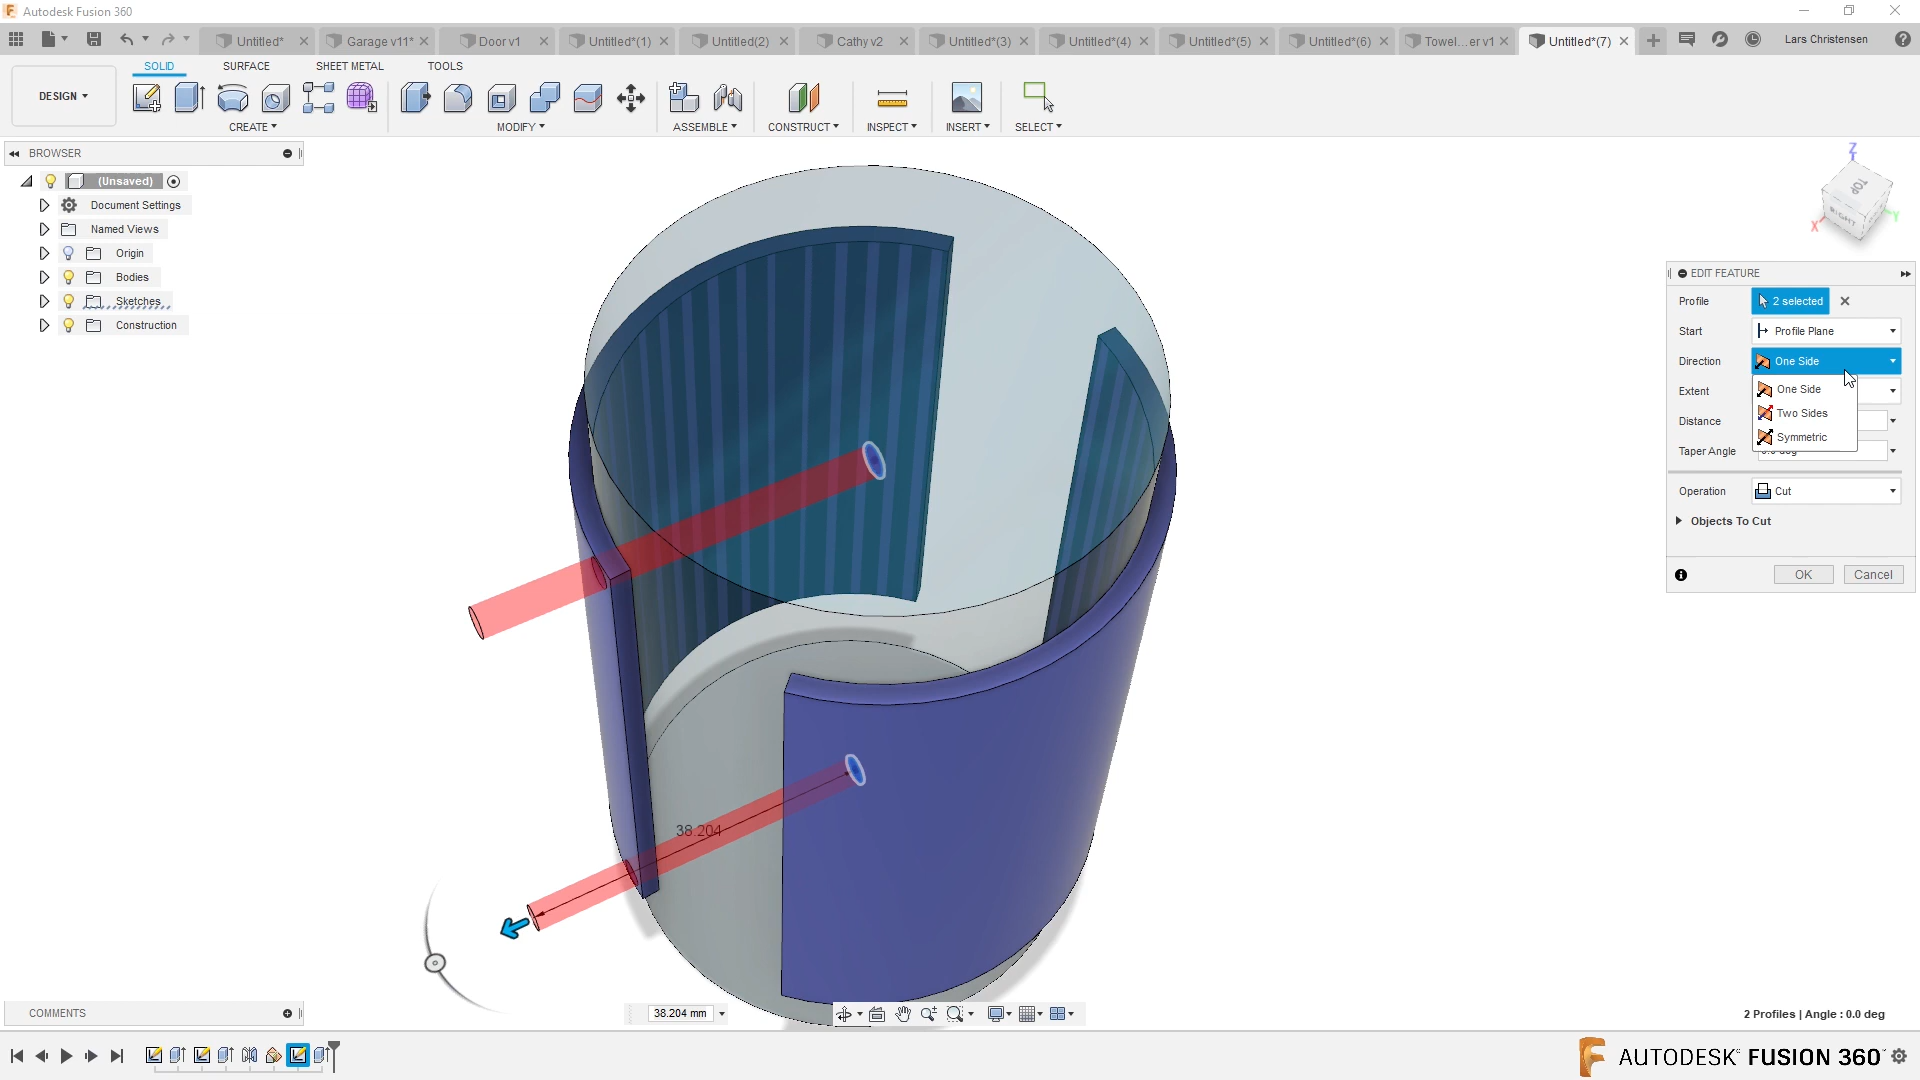 Autodesk Fusion 360
Untitled*
Garage v11*
Door v1
Untitled*(1)
Untitled(2)
Cathy v2
Untitled*(3)
Untitled*(4)
Untitled*(5)
Untitled*(6)
Towel...er v1
Untitled*(7)
Lars Christensen
SOLID
SURFACE
SHEET METAL
TOOLS
DESIGN
CREATE
MODIFY
ASSEMBLE
CONSTRUCT
INSPECT
INSERT
SELECT
BROWSER
(Unsaved)
Document Settings
Named Views
Origin
Bodies
Sketches
Construction
Z
TOP
RIGHT
X
Y
EDIT FEATURE
Profile
2 selected
Start
Profile Plane
Direction
One Side
One Side
Two Sides
Symmetric
Extent
Distance
Taper Angle
Operation
Cut
Objects To Cut
OK
Cancel
38.204
COMMENTS
38.204 mm
2 Profiles | Angle : 0.0 deg
AUTODESK FUSION 360